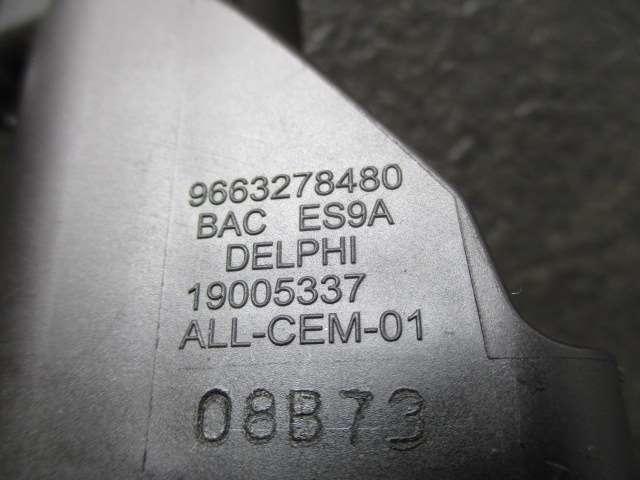 9663278480
BAC ES9A
DELPHI
19005337
ALL-CEM-01
08B73